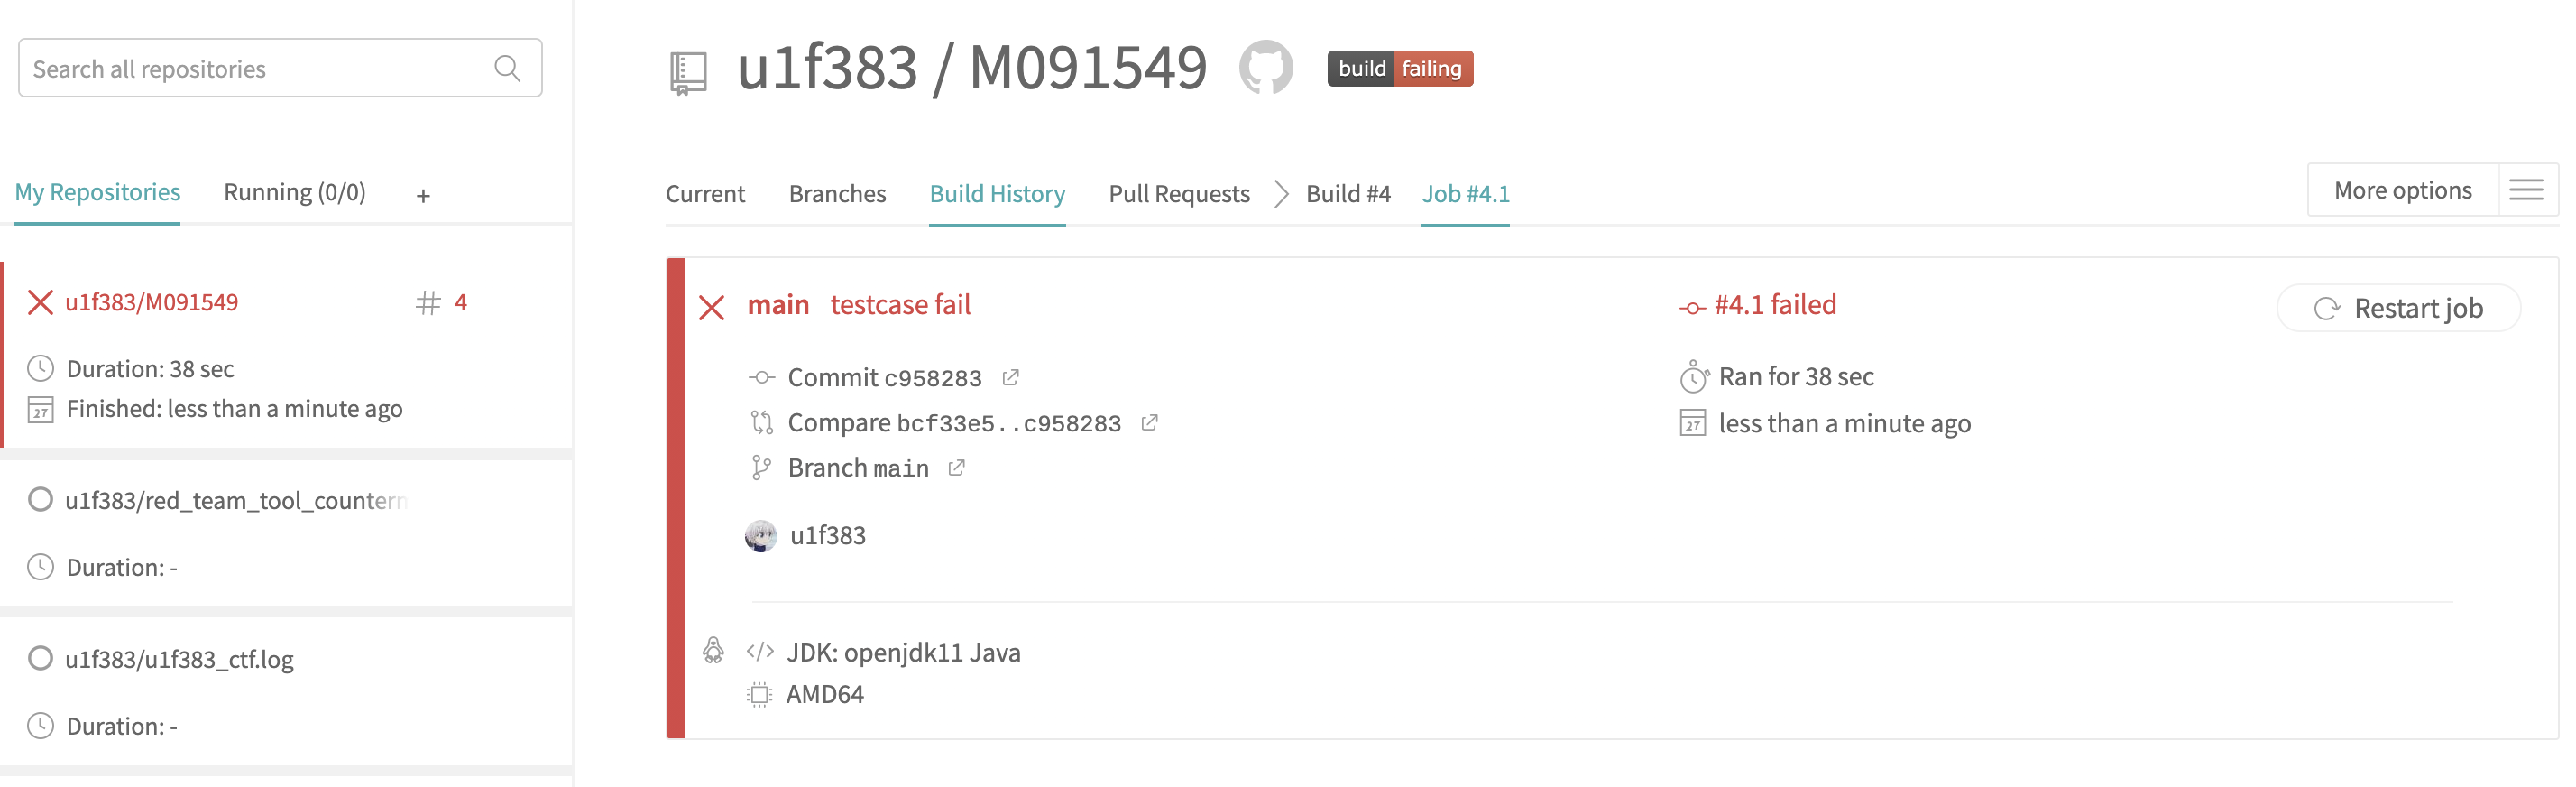 Search all repositories
My Repositories
Running (0/0)
+
u1f383/M091549
# 4
Duration: 38 sec
27
Finished: less than a minute ago
u1f383/red_team_tool_countern
Duration: -
u1f383/u1f383_ctf.log
Duration: -
u1f383 / M091549
build failing
Current
Branches
Build History
Pull Requests
Build #4
Job #4.1
More options
main testcase fail
Commit c958283
Compare bcf33e5..c958283
Branch main
u1f383
#4.1 failed
Ran for 38 sec
27
less than a minute ago
Restart job
</> JDK: openjdk11 Java
AMD64